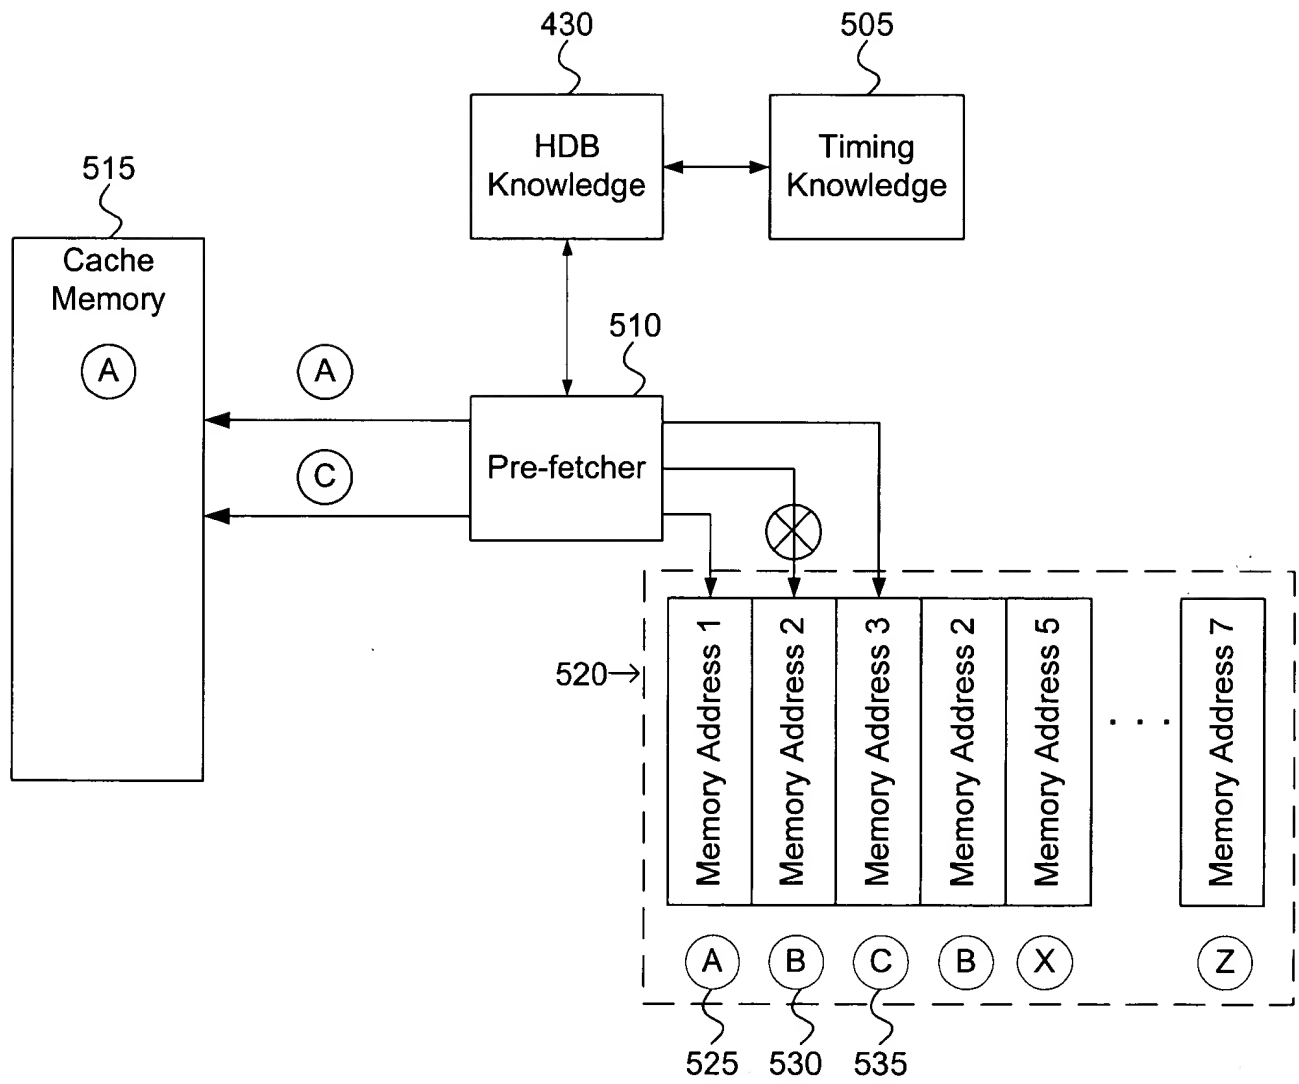 430
505
HDB
Knowledge
Timing
Knowledge
515
Cache
Memory
A
A
C
510
Pre-fetcher
520
Memory Address 1
Memory Address 2
Memory Address 3
Memory Address 2
Memory Address 5
. . .
Memory Address 7
A
B
C
B
X
Z
525
530
535